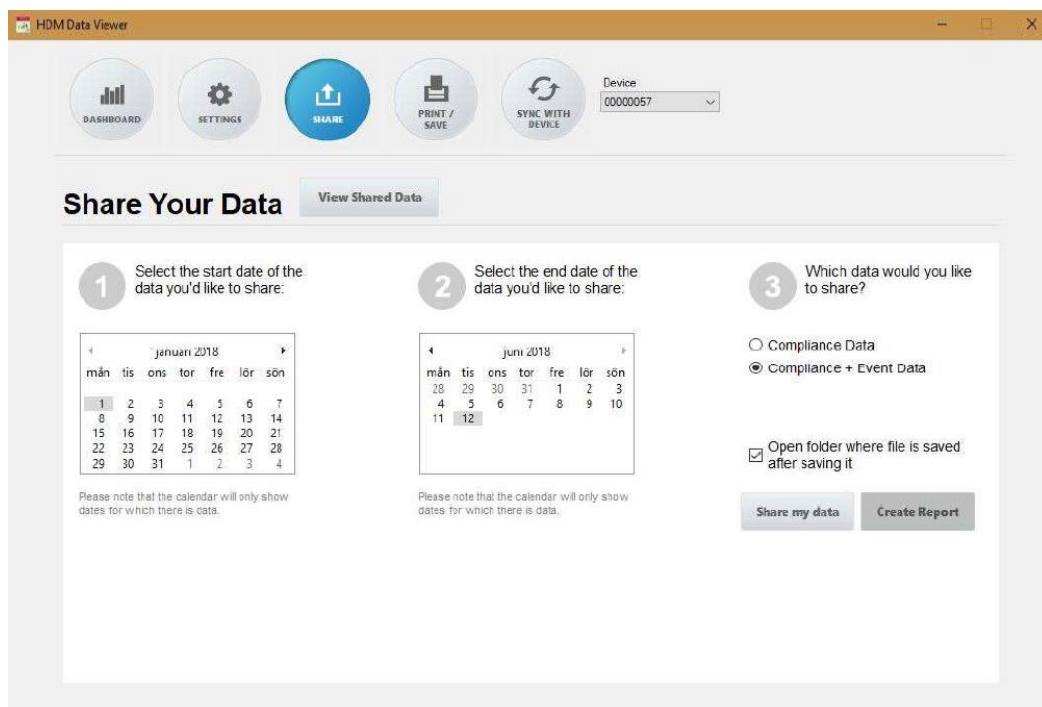 HDM Data Viewer
DASHBOARD
SETTINGS
SHARE
PRINT /
SAVE
SYNC WITH
DEVICE
Device
00000057
Share Your Data
View Shared Data
1
Select the start date of the
data you'd like to share:
januari 2018
mån tis ons tor fre lör sön
1 2 3 4 5 6 7
8 9 10 11 12 13 14
15 16 17 18 19 20 21
22 23 24 25 26 27 28
29 30 31 1 2 3 4
Please note that the calendar will only show
dates for which there is data.
2
Select the end date of the
data you'd like to share:
juni 2018
mån tis ons tor fre lör sön
28 29 30 31 1 2 3
4 5 6 7 8 9 10
11 12
Please note that the calendar will only show
dates for which there is data.
3
Which data would you like
to share?
Compliance Data
Compliance + Event Data
Open folder where file is saved
after saving it
Share my data
Create Report